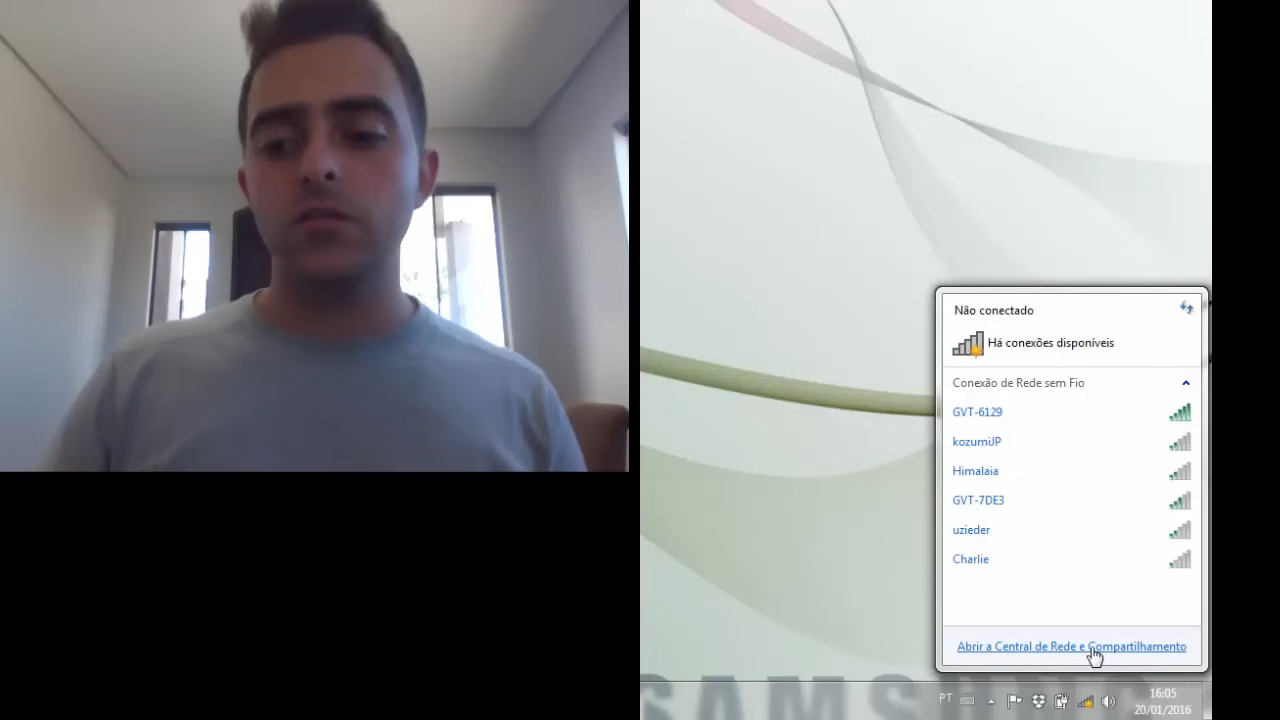 Não conectado
Há conexões disponíveis
Conexão de Rede sem Fio
GVT-6129
kozumiJP
Himalaia
GVT-7DE3
uzieder
Charlie
Abrir a Central de Rede e Compartilhamento
SAMSUNG
PT
16:05
20/01/2016